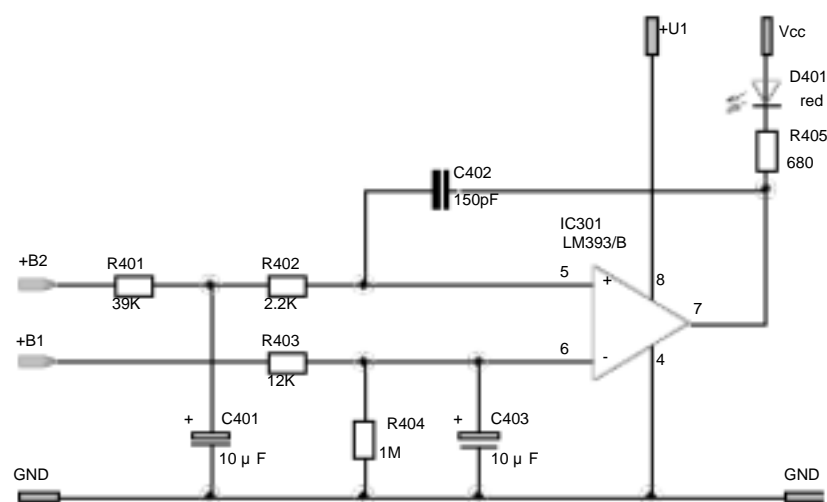 +U1
Vcc
D401
red
R405
680
C402
150pF
IC301
LM393/B
+B2
R401
39K
R402
2.2K
5
+
8
7
+B1
R403
12K
6
-
4
+
C401
10 µ F
R404
1M
+
C403
10 µ F
GND
GND